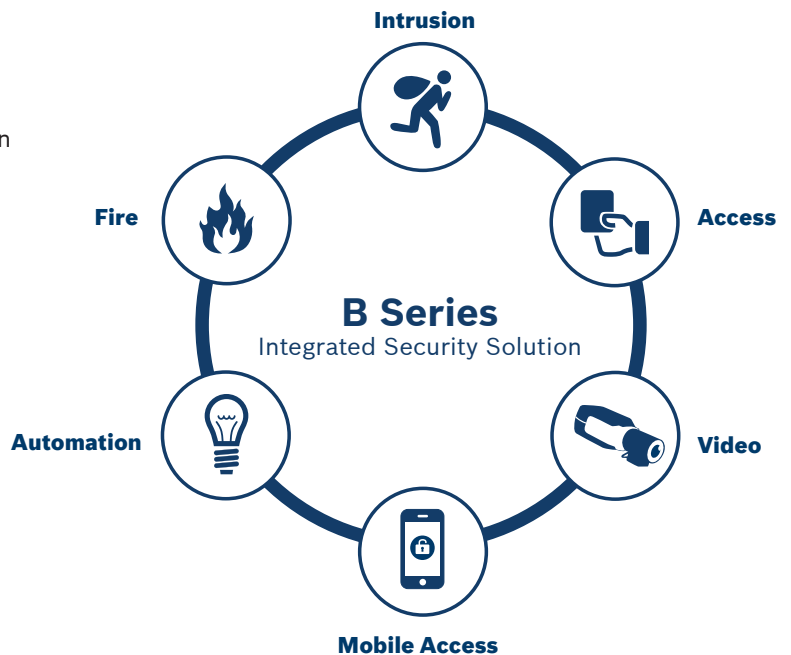 Intrusion
n
Fire
Access
B Series
Integrated Security Solution
Automation
Video
Mobile Access